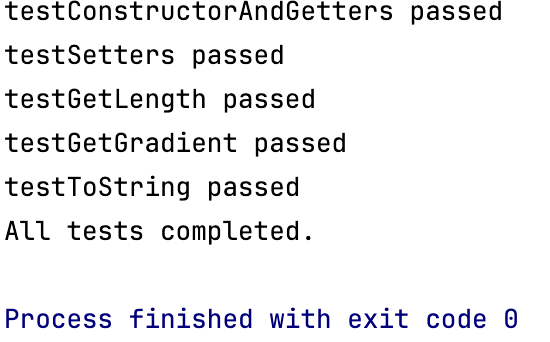 testConstructorAndGetters passed
testSetters passed
testGetLength passed
testGetGradient passed
testToString passed
All tests completed.
Process finished with exit code 0